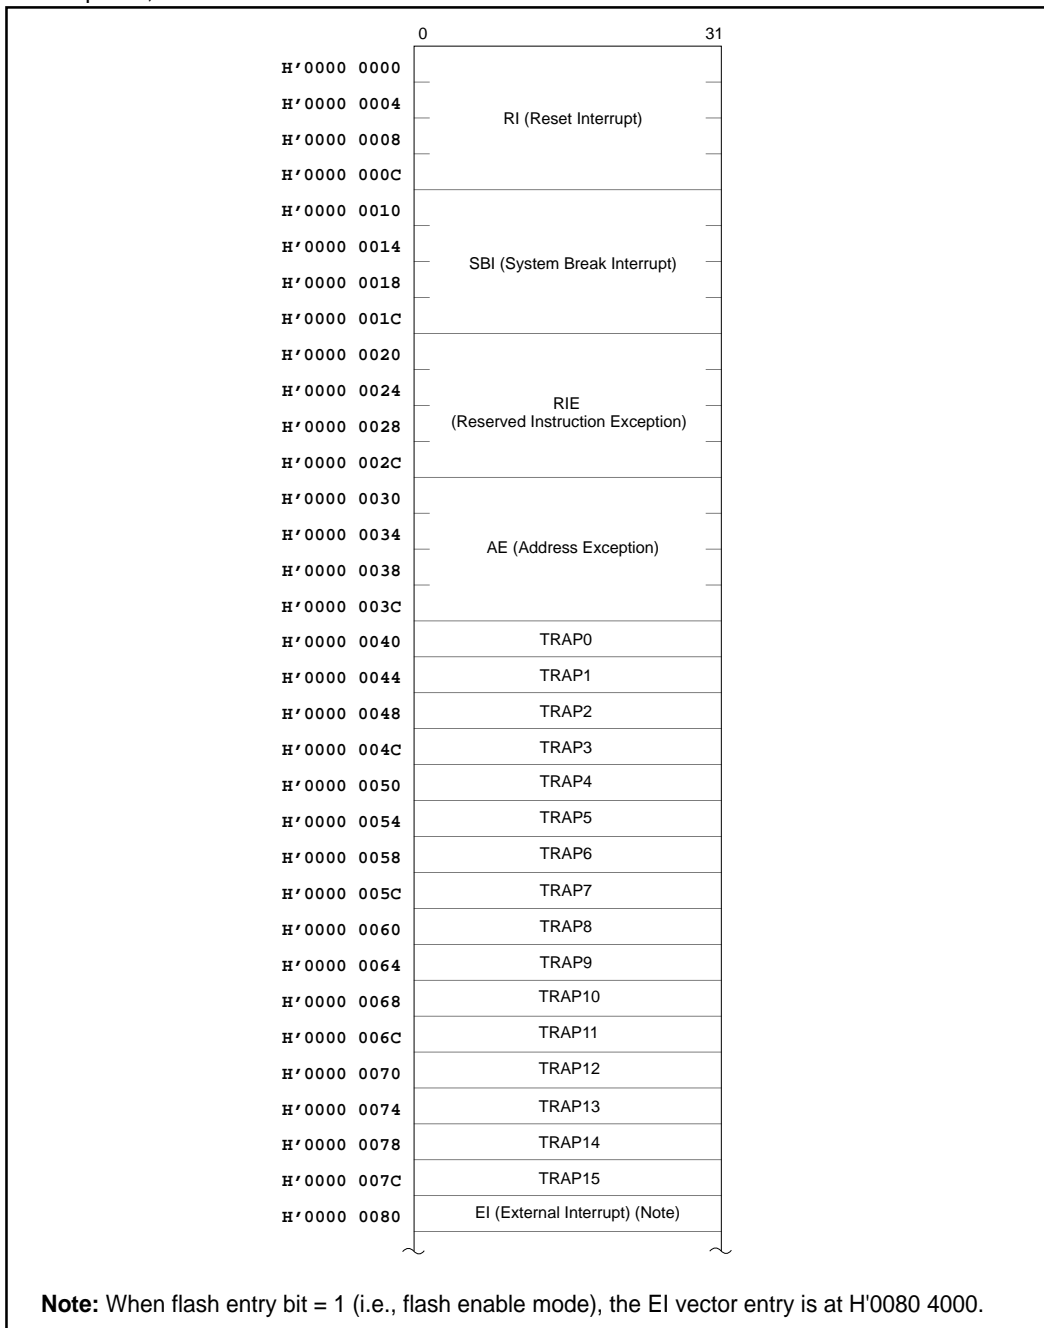 0 31
H'0000 0000
H'0000 0004
RI (Reset Interrupt)
H'0000 0008
H'0000 000C
H'0000 0010
H'0000 0014
SBI (System Break Interrupt)
H'0000 0018
H'0000 001C
H'0000 0020
H'0000 0024
RIE
(Reserved Instruction Exception)
H'0000 0028
H'0000 002C
H'0000 0030
H'0000 0034
AE (Address Exception)
H'0000 0038
H'0000 003C
H'0000 0040 TRAP0
H'0000 0044 TRAP1
H'0000 0048 TRAP2
H'0000 004C TRAP3
H'0000 0050 TRAP4
H'0000 0054 TRAP5
H'0000 0058 TRAP6
H'0000 005C TRAP7
H'0000 0060 TRAP8
H'0000 0064 TRAP9
H'0000 0068 TRAP10
H'0000 006C TRAP11
H'0000 0070 TRAP12
H'0000 0074 TRAP13
H'0000 0078 TRAP14
H'0000 007C TRAP15
H'0000 0080 EI (External Interrupt) (Note)
Note: When flash entry bit = 1 (i.e., flash enable mode), the EI vector entry is at H'0080 4000.